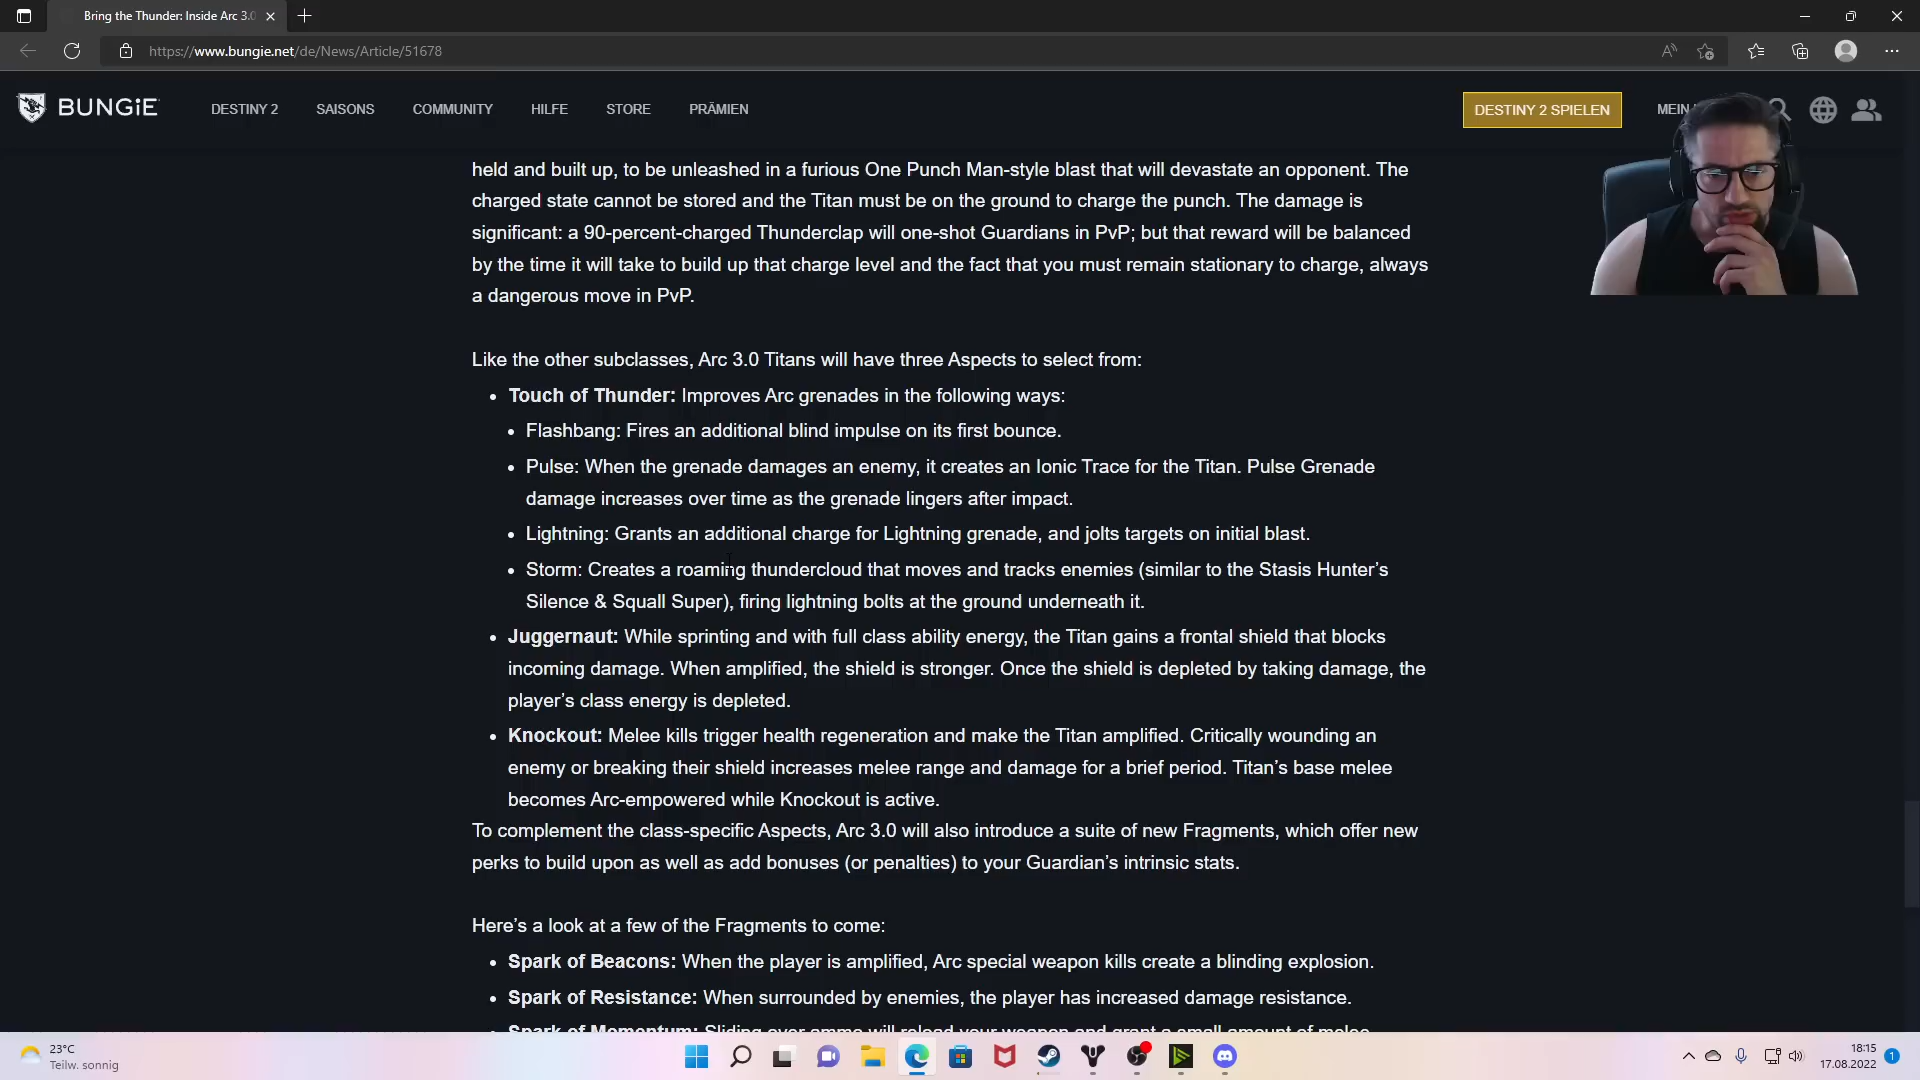 Bring the Thunder: Inside Arc 3.0
https://www.bungie.net/de/News/Article/51678
BUNGiE
DESTINY 2
SAISONS
COMMUNITY
HILFE
STORE
PRÄMIEN
DESTINY 2 SPIELEN
MEIN
held and built up, to be unleashed in a furious One Punch Man-style blast that will devastate an opponent. The
charged state cannot be stored and the Titan must be on the ground to charge the punch. The damage is
significant: a 90-percent-charged Thunderclap will one-shot Guardians in PvP; but that reward will be balanced
by the time it will take to build up that charge level and the fact that you must remain stationary to charge, always
a dangerous move in PvP.
Like the other subclasses, Arc 3.0 Titans will have three Aspects to select from:
• Touch of Thunder: Improves Arc grenades in the following ways:
• Flashbang: Fires an additional blind impulse on its first bounce.
• Pulse: When the grenade damages an enemy, it creates an Ionic Trace for the Titan. Pulse Grenade
damage increases over time as the grenade lingers after impact.
• Lightning: Grants an additional charge for Lightning grenade, and jolts targets on initial blast.
• Storm: Creates a roaming thundercloud that moves and tracks enemies (similar to the Stasis Hunter’s
Silence & Squall Super), firing lightning bolts at the ground underneath it.
• Juggernaut: While sprinting and with full class ability energy, the Titan gains a frontal shield that blocks
incoming damage. When amplified, the shield is stronger. Once the shield is depleted by taking damage, the
player’s class energy is depleted.
• Knockout: Melee kills trigger health regeneration and make the Titan amplified. Critically wounding an
enemy or breaking their shield increases melee range and damage for a brief period. Titan’s base melee
becomes Arc-empowered while Knockout is active.
To complement the class-specific Aspects, Arc 3.0 will also introduce a suite of new Fragments, which offer new
perks to build upon as well as add bonuses (or penalties) to your Guardian’s intrinsic stats.
Here’s a look at a few of the Fragments to come:
• Spark of Beacons: When the player is amplified, Arc special weapon kills create a blinding explosion.
• Spark of Resistance: When surrounded by enemies, the player has increased damage resistance.
• Spark of Momentum: Sliding over ammo will reload your weapon and grant a small amount of melee
23°C
Teilw. sonnig
18:15
17.08.2022
1